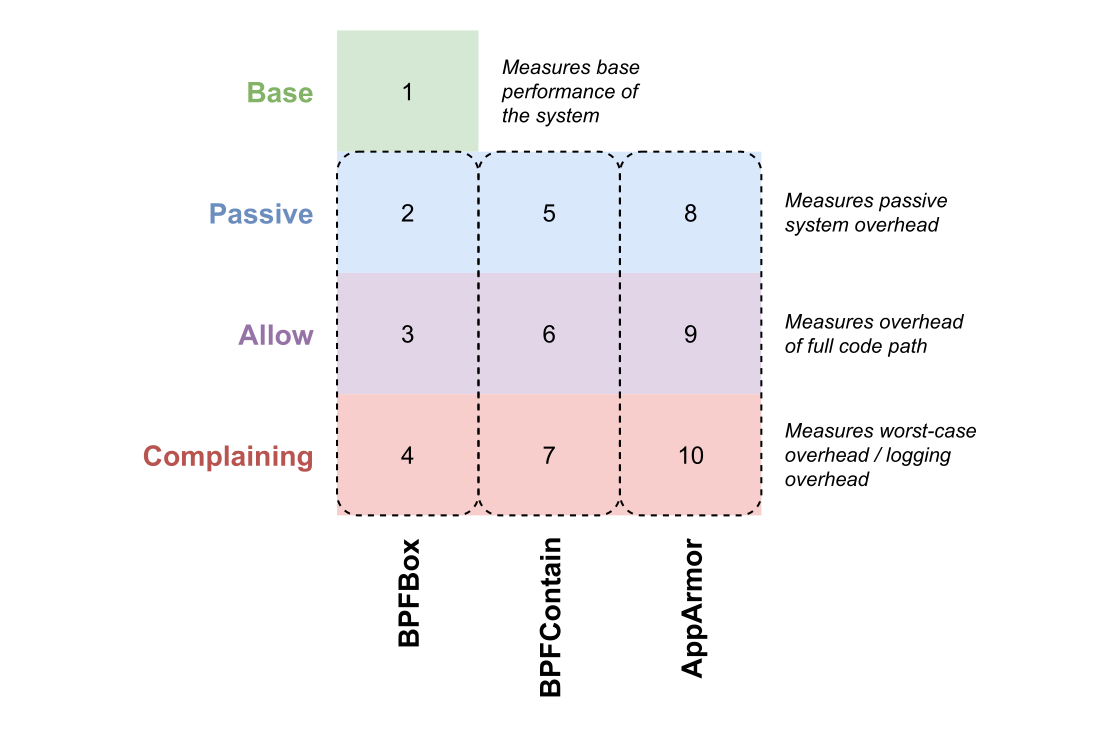 Base
1
Measures base
performance of
the system
Passive
2
5
8
Measures passive
system overhead
Allow
3
6
9
Measures overhead
of full code path
Complaining
4
7
10
Measures worst-case
overhead / logging
overhead
BPFBox
BPFContain
AppArmor